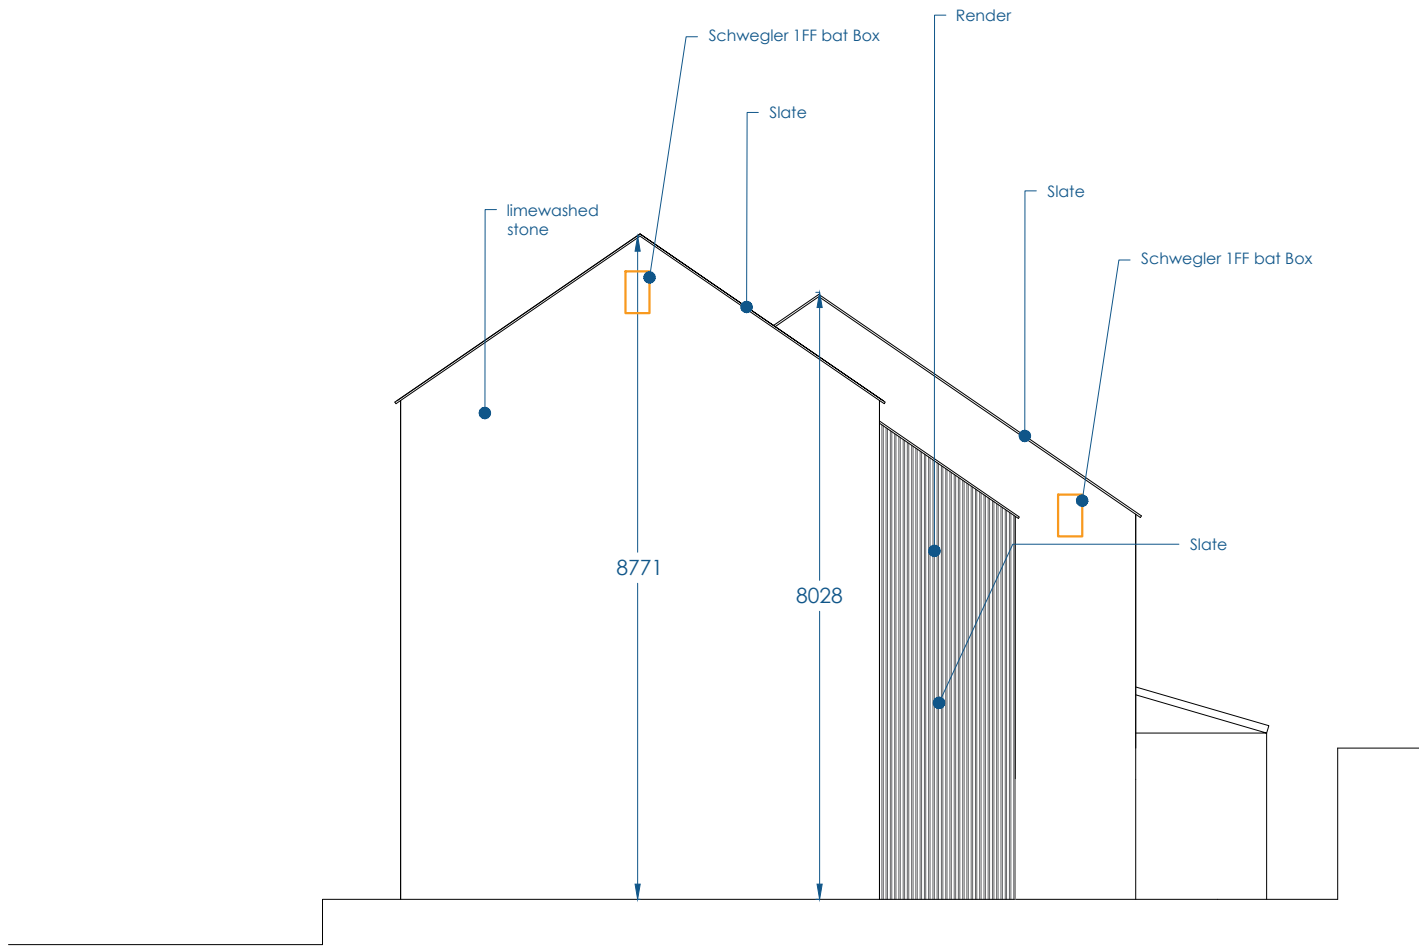 Render
Schwegler 1FF bat Box
Slate
Slate
limewashed
stone
Schwegler 1FF bat Box
Slate
8771
8028